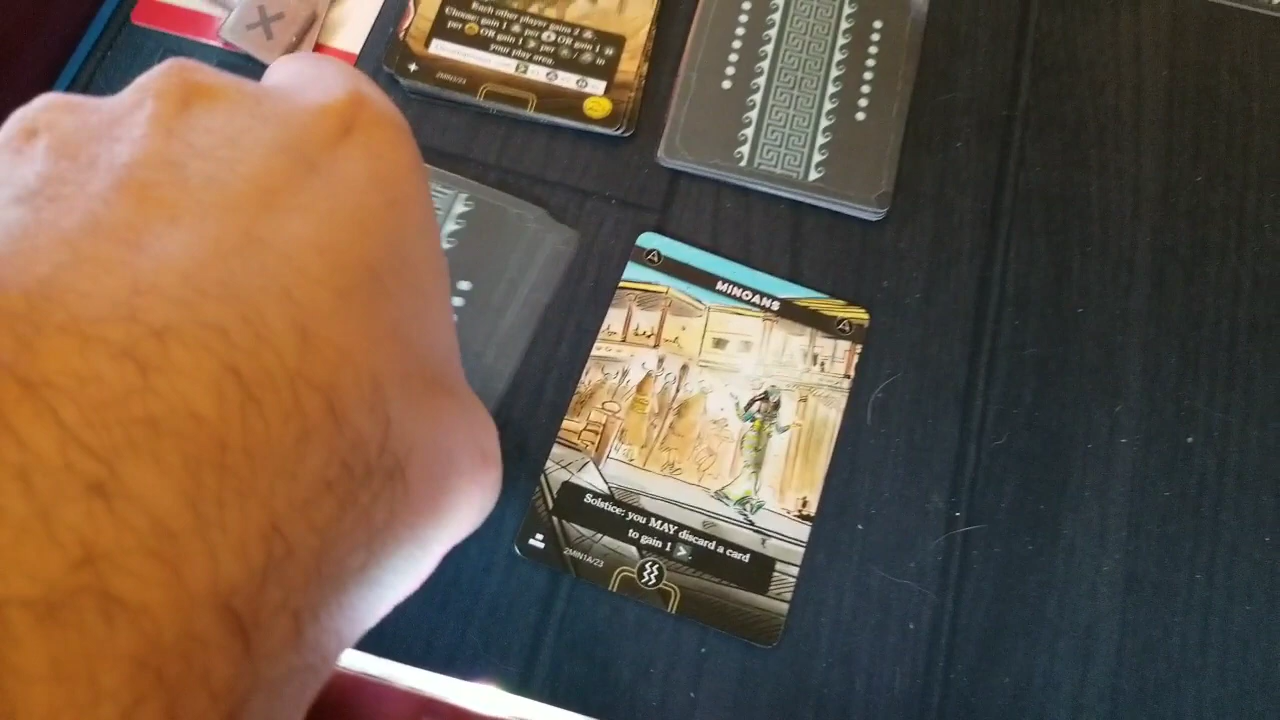 Each other player gains 2
Choose: gain 1 per OR gain 1
per OR gain 1 per / in
your play area.
2MIN3/23
A
MINOANS
A
Solstice: you MAY discard a card
to gain 1
2MIN1A/23